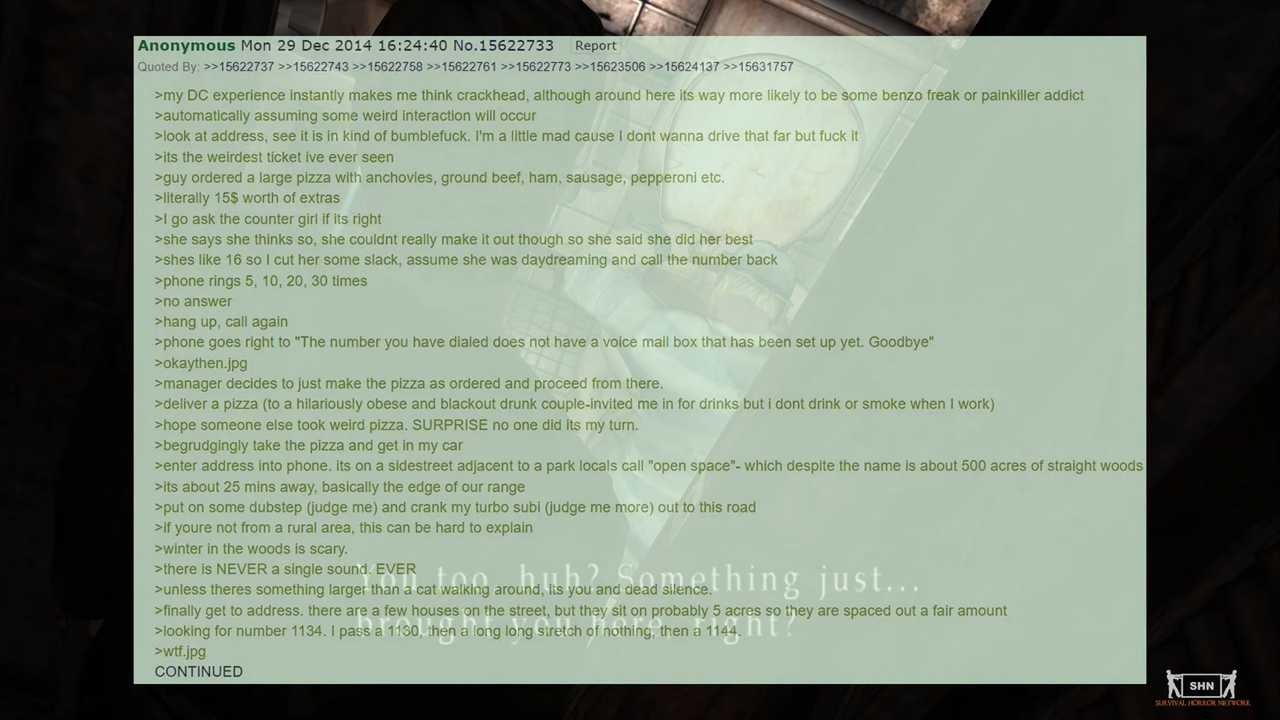 Anonymous Mon 29 Dec 2014 16:24:40 No.15622733 Report
Quoted By: >>15622737 >>15622743 >>15622758 >>15622761 >>15622773 >>15623506 >>15624137 >>15631757
>my DC experience instantly makes me think crackhead, although around here its way more likely to be some benzo freak or painkiller addict
>automatically assuming some weird interaction will occur
>look at address, see it is in kind of bumblefuck. I'm a little mad cause I dont wanna drive that far but fuck it
>its the weirdest ticket ive ever seen
>guy ordered a large pizza with anchovies, ground beef, ham, sausage, pepperoni etc.
>literally 15$ worth of extras
>I go ask the counter girl if its right
>she says she thinks so, she couldnt really make it out though so she said she did her best
>shes like 16 so I cut her some slack, assume she was daydreaming and call the number back
>phone rings 5, 10, 20, 30 times
>no answer
>hang up, call again
>phone goes right to "The number you have dialed does not have a voice mail box that has been set up yet. Goodbye"
>okaythen.jpg
>manager decides to just make the pizza as ordered and proceed from there.
>deliver a pizza (to a hilariously obese and blackout drunk couple-invited me in for drinks but i dont drink or smoke when I work)
>hope someone else took weird pizza. SURPRISE no one did its my turn.
>begrudgingly take the pizza and get in my car
>enter address into phone. its on a sidestreet adjacent to a park locals call "open space"- which despite the name is about 500 acres of straight woods
>its about 25 mins away, basically the edge of our range
>put on some dubstep (judge me) and crank my turbo subi (judge me more) out to this road
>if youre not from a rural area, this can be hard to explain
>winter in the woods is scary.
>there is NEVER a single sound. EVER
You too, huh? Something just...
>unless theres something larger than a cat walking around, its you and dead silence.
>finally get to address. there are a few houses on the street, but they sit on probably 5 acres so they are spaced out a fair amount
brought you here, right?
>looking for number 1134. I pass a 1130, then a long long stretch of nothing, then a 1144.
>wtf.jpg
CONTINUED
SHN
SURVIVAL HORROR NETWORK